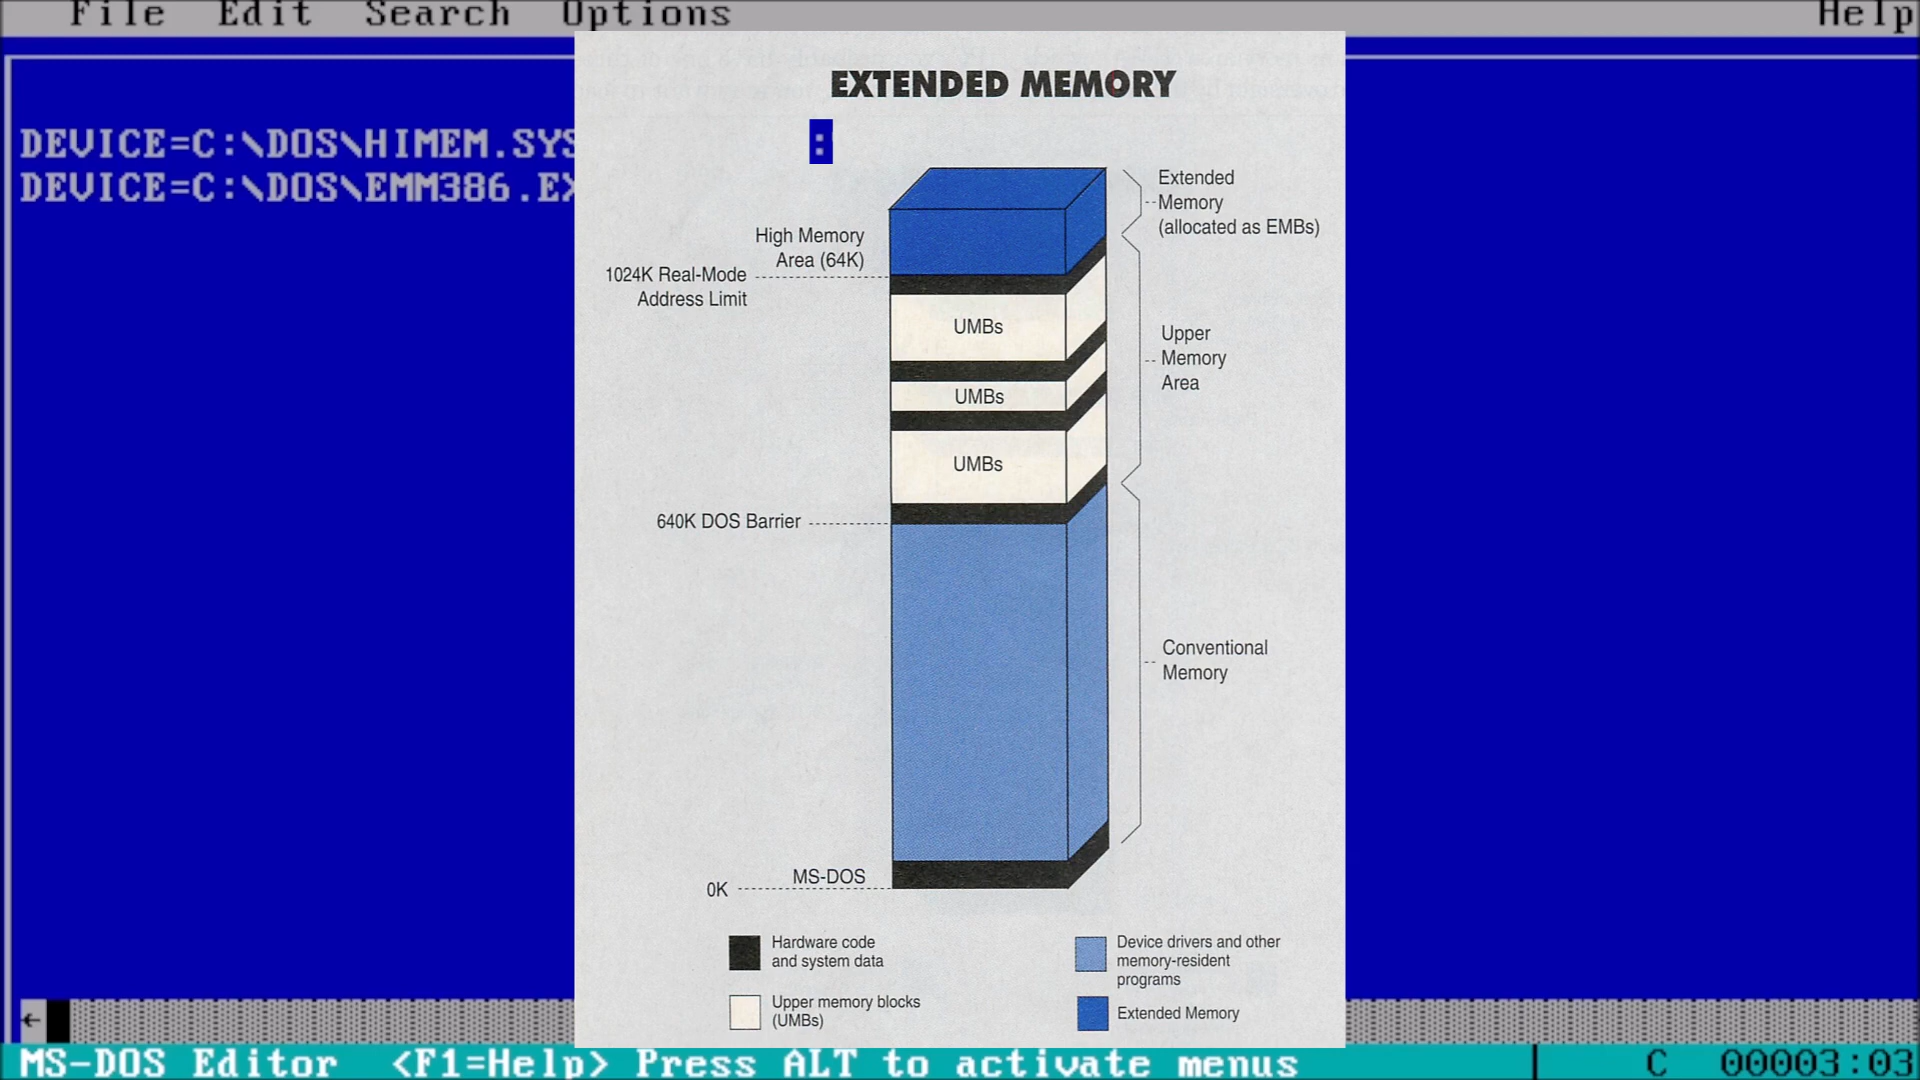 File Edit Search Options Help
DEVICE=C:\DOS\HIMEM.SYS
DEVICE=C:\DOS\EMM386.EX
EXTENDED MEMORY
:
Extended
Memory
(allocated as EMBs)
High Memory
Area (64K)
1024K Real-Mode
Address Limit
UMBs
Upper
Memory
Area
UMBs
UMBs
640K DOS Barrier
Conventional
Memory
MS-DOS
0K
Hardware code
and system data
Device drivers and other
memory-resident
programs
Upper memory blocks
(UMBs)
Extended Memory
MS-DOS Editor <F1=Help> Press ALT to activate menus C 00003:03